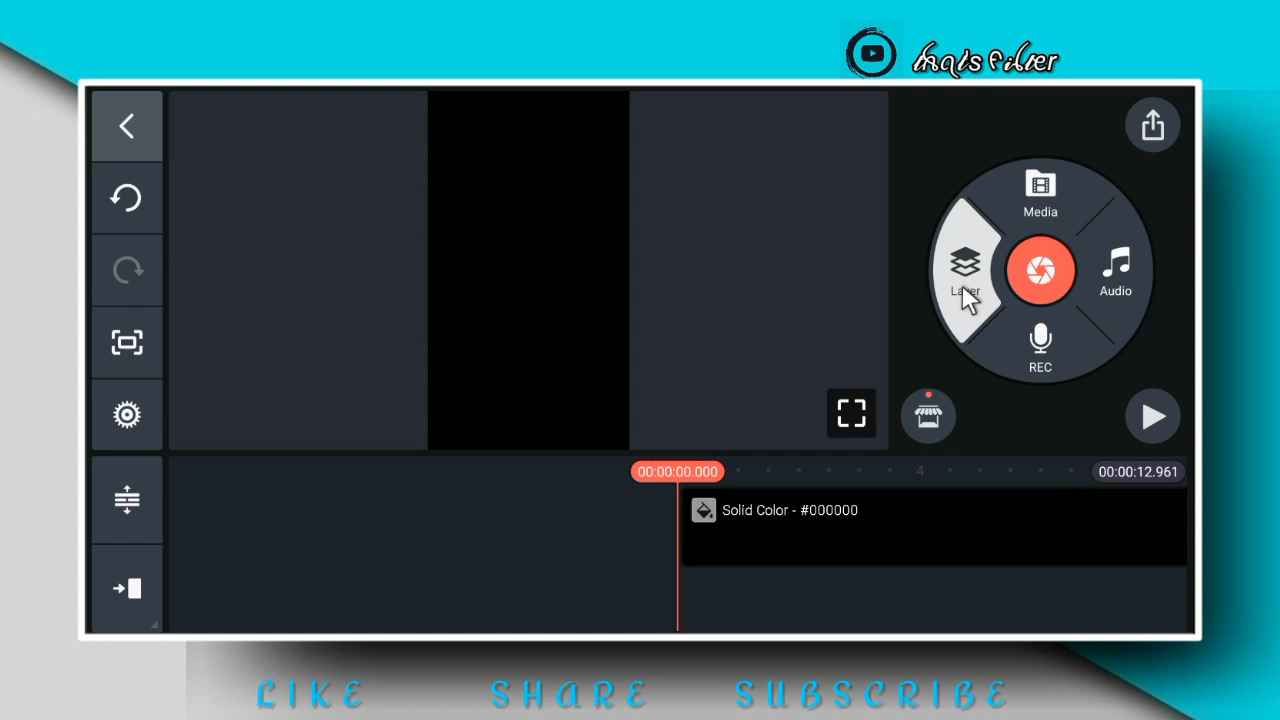 Media
Layer
Audio
REC
00:00:00.000
4
00:00:12.961
Solid Color - #000000
LIKE SHARE SUBSCRIBE